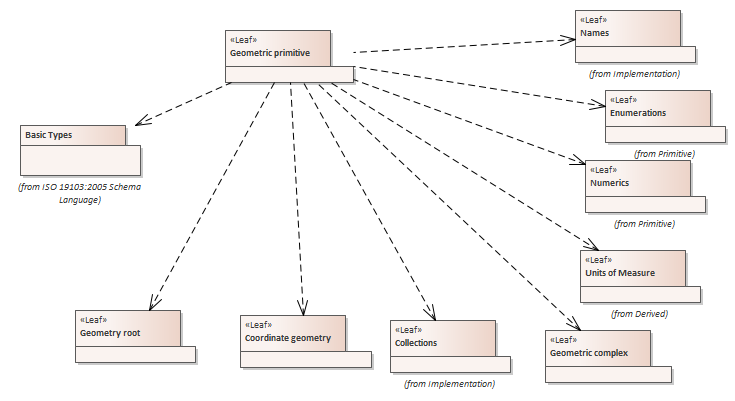 «Leaf»
Geometric primitive
«Leaf»
Names
(from Implementation)
«Leaf»
Enumerations
(from Primitive)
Basic Types
(from ISO 19103:2005 Schema
Language)
«Leaf»
Numerics
(from Primitive)
«Leaf»
Units of Measure
(from Derived)
«Leaf»
Geometry root
«Leaf»
Coordinate geometry
«Leaf»
Collections
(from Implementation)
«Leaf»
Geometric complex